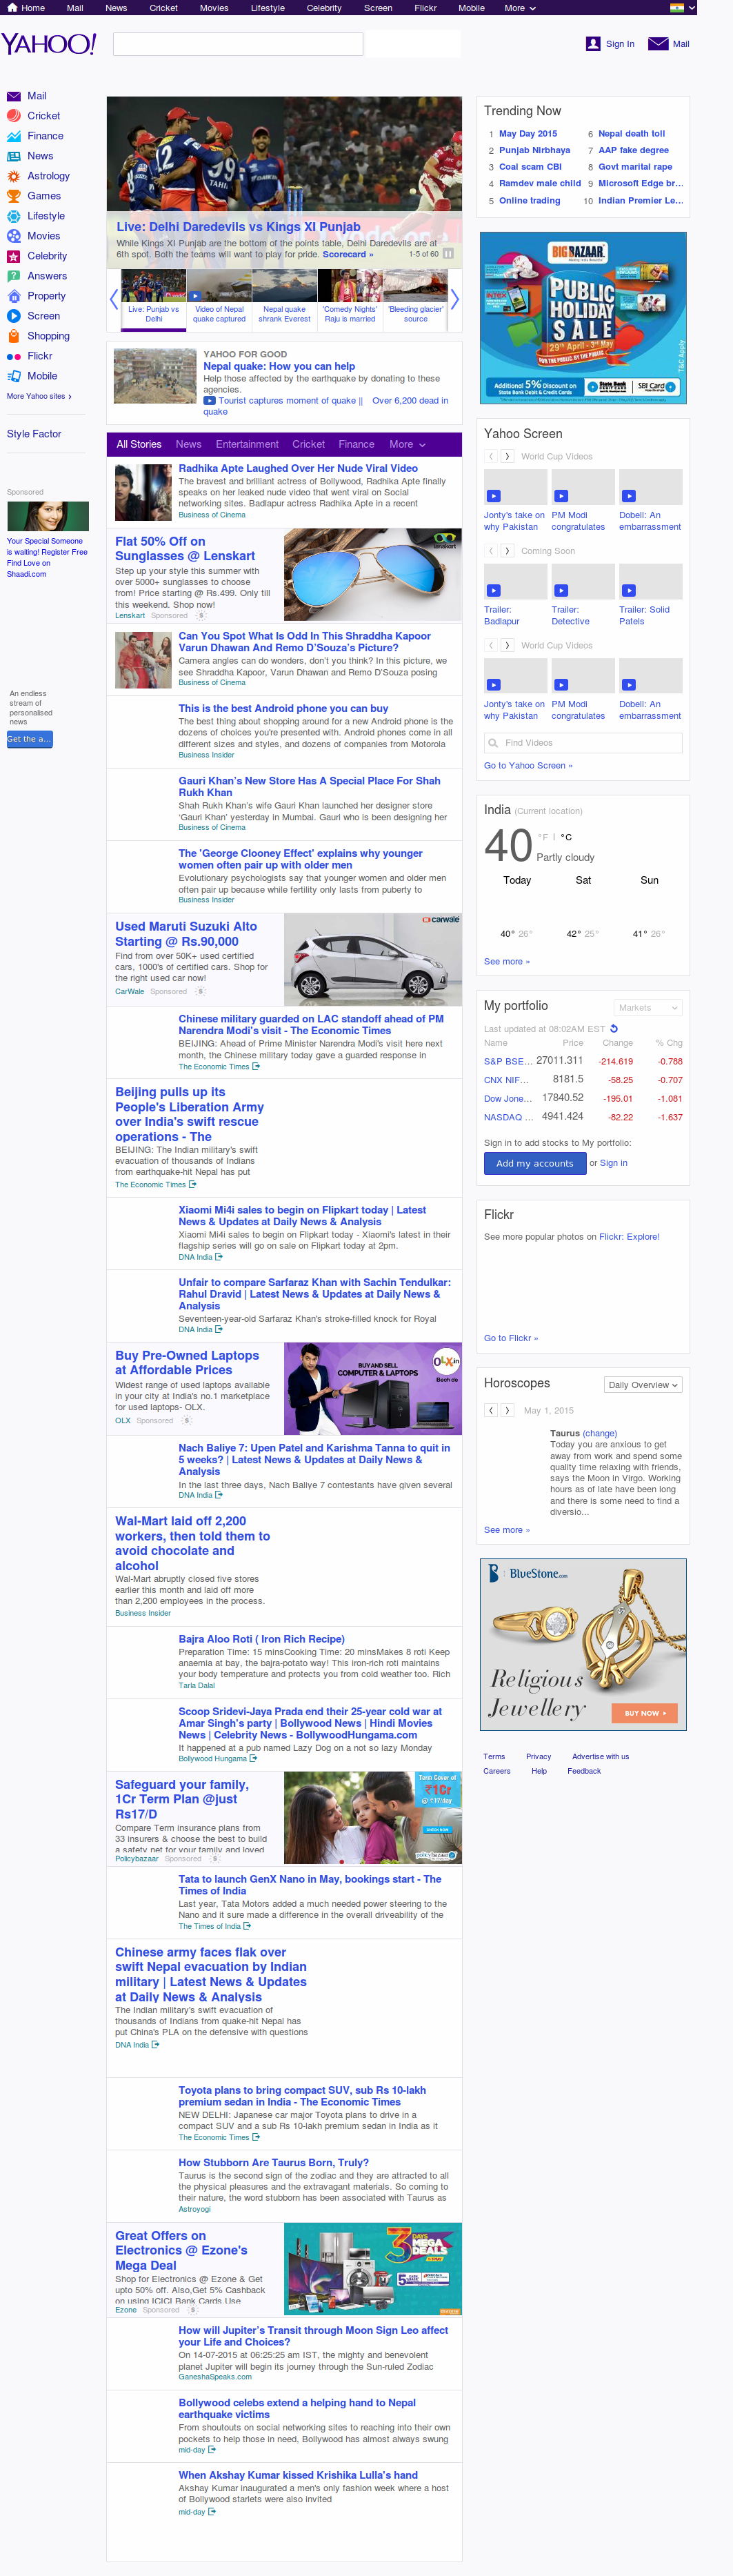 Home Mail News Cricket Movies Lifestyle Celebrity Screen Flickr Mobile More
YAHOO!
Sign In Mail
Mail
Cricket
Finance
News
Astrology
Games
Lifestyle
Movies
Celebrity
Answers
Property
Screen
Shopping
Flickr
Mobile
More Yahoo sites
Style Factor
Sponsored
Your Special Someone
is waiting! Register Free
Find Love on
Shaadi.com
An endless
stream of
personalised
news
Get the a...
Live: Delhi Daredevils vs Kings XI Punjab
While Kings XI Punjab are the bottom of the points table, Delhi Daredevils are at
6th spot. Both the teams will want to play for pride. Scorecard »
1-5 of 60
Live: Punjab vs
Delhi
Video of Nepal
quake captured
Nepal quake
shrank Everest
'Comedy Nights'
Raju is married
'Bleeding glacier'
source
YAHOO FOR GOOD
Nepal quake: How you can help
Help those affected by the earthquake by donating to these
agencies.
Tourist captures moment of quake || Over 6,200 dead in
quake
All Stories News Entertainment Cricket Finance More
Radhika Apte Laughed Over Her Nude Viral Video
The bravest and brilliant actress of Bollywood, Radhika Apte finally
speaks on her leaked nude video that went viral on Social
networking sites. Badlapur actress Radhika Apte in a recent
Business of Cinema
Flat 50% Off on
Sunglasses @ Lenskart
Step up your style this summer with
over 5000+ sunglasses to choose
from! Price starting @ Rs.499. Only till
this weekend. Shop now!
Lenskart Sponsored
lenskart
Can You Spot What Is Odd In This Shraddha Kapoor
Varun Dhawan And Remo D'Souza's Picture?
Camera angles can do wonders, don't you think? In this picture, we
see Shraddha Kapoor, Varun Dhawan and Remo D'Souza posing
Business of Cinema
This is the best Android phone you can buy
The best thing about shopping around for a new Android phone is the
dozens of choices you're presented with. Android phones come in all
different sizes and styles, and dozens of companies from Motorola
Business Insider
Gauri Khan's New Store Has A Special Place For Shah
Rukh Khan
Shah Rukh Khan's wife Gauri Khan launched her designer store
'Gauri Khan' yesterday in Mumbai. Gauri who is been designing her
Business of Cinema
The 'George Clooney Effect' explains why younger
women often pair up with older men
Evolutionary psychologists say that younger women and older men
often pair up because while fertility only lasts from puberty to
Business Insider
Used Maruti Suzuki Alto
Starting @ Rs.90,000
Find from over 50K+ used certified
cars, 1000's of certified cars. Shop for
the right used car now!
CarWale Sponsored
carwale
Chinese military guarded on LAC standoff ahead of PM
Narendra Modi's visit - The Economic Times
BEIJING: Ahead of Prime Minister Narendra Modi's visit here next
month, the Chinese military today gave a guarded response in
The Economic Times
Beijing pulls up its
People's Liberation Army
over India's swift rescue
operations - The
BEIJING: The Indian military's swift
evacuation of thousands of Indians
from earthquake-hit Nepal has put
The Economic Times
Xiaomi Mi4i sales to begin on Flipkart today | Latest
News & Updates at Daily News & Analysis
Xiaomi Mi4i sales to begin on Flipkart today - Xiaomi's latest in their
flagship series will go on sale on Flipkart today at 2pm.
DNA India
Unfair to compare Sarfaraz Khan with Sachin Tendulkar:
Rahul Dravid | Latest News & Updates at Daily News &
Analysis
Seventeen-year-old Sarfaraz Khan's stroke-filled knock for Royal
DNA India
Buy Pre-Owned Laptops
at Affordable Prices
Widest range of used laptops available
in your city at India's no.1 marketplace
for used laptops- OLX.
OLX Sponsored
BUY AND SELL
COMPUTER & LAPTOPS
OLX.in
Bech de
Nach Baliye 7: Upen Patel and Karishma Tanna to quit in
5 weeks? | Latest News & Updates at Daily News &
Analysis
In the last three days, Nach Baliye 7 contestants have given several
DNA India
Wal-Mart laid off 2,200
workers, then told them to
avoid chocolate and
alcohol
Wal-Mart abruptly closed five stores
earlier this month and laid off more
than 2,200 employees in the process.
Business Insider
Bajra Aloo Roti ( Iron Rich Recipe)
Preparation Time: 15 minsCooking Time: 20 minsMakes 8 roti Keep
anaemia at bay, the bajra-potato way! This iron-rich roti maintains
your body temperature and protects you from cold weather too. Rich
Tarla Dalal
Scoop Sridevi-Jaya Prada end their 25-year cold war at
Amar Singh's party | Bollywood News | Hindi Movies
News | Celebrity News - BollywoodHungama.com
It happened at a pub named Lazy Dog on a not so lazy Monday
Bollywood Hungama
Safeguard your family,
1Cr Term Plan @just
Rs17/D
Compare Term insurance plans from
33 insurers & choose the best to build
a safety net for your family and loved
Policybazaar Sponsored
Term Cover of
₹1Cr
@ ₹17/day
CHECK NOW
policybazaar
Tata to launch GenX Nano in May, bookings start - The
Times of India
Last year, Tata Motors added a much needed power steering to the
Nano and it sure made a difference in the overall driveability of the
The Times of India
Chinese army faces flak over
swift Nepal evacuation by Indian
military | Latest News & Updates
at Daily News & Analysis
The Indian military's swift evacuation of
thousands of Indians from quake-hit Nepal has
put China's PLA on the defensive with questions
DNA India
Toyota plans to bring compact SUV, sub Rs 10-lakh
premium sedan in India - The Economic Times
NEW DELHI: Japanese car major Toyota plans to drive in a
compact SUV and a sub Rs 10-lakh premium sedan in India as it
The Economic Times
How Stubborn Are Taurus Born, Truly?
Taurus is the second sign of the zodiac and they are attracted to all
the physical pleasures and the extravagant materials. So coming to
their nature, the word stubborn has been associated with Taurus as
Astroyogi
Great Offers on
Electronics @ Ezone's
Mega Deal
Shop for Electronics @ Ezone & Get
upto 50% off. Also,Get 5% Cashback
on using ICICI Bank Cards.Use
Ezone Sponsored
3 DAYS
MEGA
DEALS
How will Jupiter's Transit through Moon Sign Leo affect
your Life and Choices?
On 14-07-2015 at 06:25:25 am IST, the mighty and benevolent
planet Jupiter will begin its journey through the Sun-ruled Zodiac
GaneshaSpeaks.com
Bollywood celebs extend a helping hand to Nepal
earthquake victims
From shoutouts on social networking sites to reaching into their own
pockets to help those in need, Bollywood has almost always swung
mid-day
When Akshay Kumar kissed Krishika Lulla's hand
Akshay Kumar inaugurated a men's only fashion week where a host
of Bollywood starlets were also invited
mid-day
Trending Now
1 May Day 2015
2 Punjab Nirbhaya
3 Coal scam CBI
4 Ramdev male child
5 Online trading
6 Nepal death toll
7 AAP fake degree
8 Govt marital rape
9 Microsoft Edge br...
10 Indian Premier Le...
BIG BAZAAR
PUBLIC
HOLIDAY
SALE
29th April - 3rd May
FOR THE PUBLIC, BY THE PUBLIC!
T&C Apply
Additional 5% Discount on
State Bank Debit & Credit Cards
State Bank
SBI Card
Yahoo Screen
World Cup Videos
Jonty's take on
why Pakistan
PM Modi
congratulates
Dobell: An
embarrassment
Coming Soon
Trailer:
Badlapur
Trailer:
Detective
Trailer: Solid
Patels
World Cup Videos
Jonty's take on
why Pakistan
PM Modi
congratulates
Dobell: An
embarrassment
Find Videos
Go to Yahoo Screen »
India (Current location)
40 °F | °C
Partly cloudy
Today Sat Sun
40° 26° 42° 25° 41° 26°
See more »
My portfolio Markets
Last updated at 08:02AM EST
Name Price Change % Chg
S&P BSE... 27011.311 -214.619 -0.788
CNX NIF... 8181.5 -58.25 -0.707
Dow Jone... 17840.52 -195.01 -1.081
NASDAQ ... 4941.424 -82.22 -1.637
Sign in to add stocks to My portfolio:
Add my accounts or Sign in
Flickr
See more popular photos on Flickr: Explore!
Go to Flickr »
Horoscopes Daily Overview
May 1, 2015
Taurus (change)
Today you are anxious to get
away from work and spend some
quality time relaxing with friends,
says the Moon in Virgo. Working
hours as of late have been long
and there is some need to find a
diversio...
See more »
BlueStone.com
Religious
Jewellery
BUY NOW
Terms Privacy Advertise with us
Careers Help Feedback